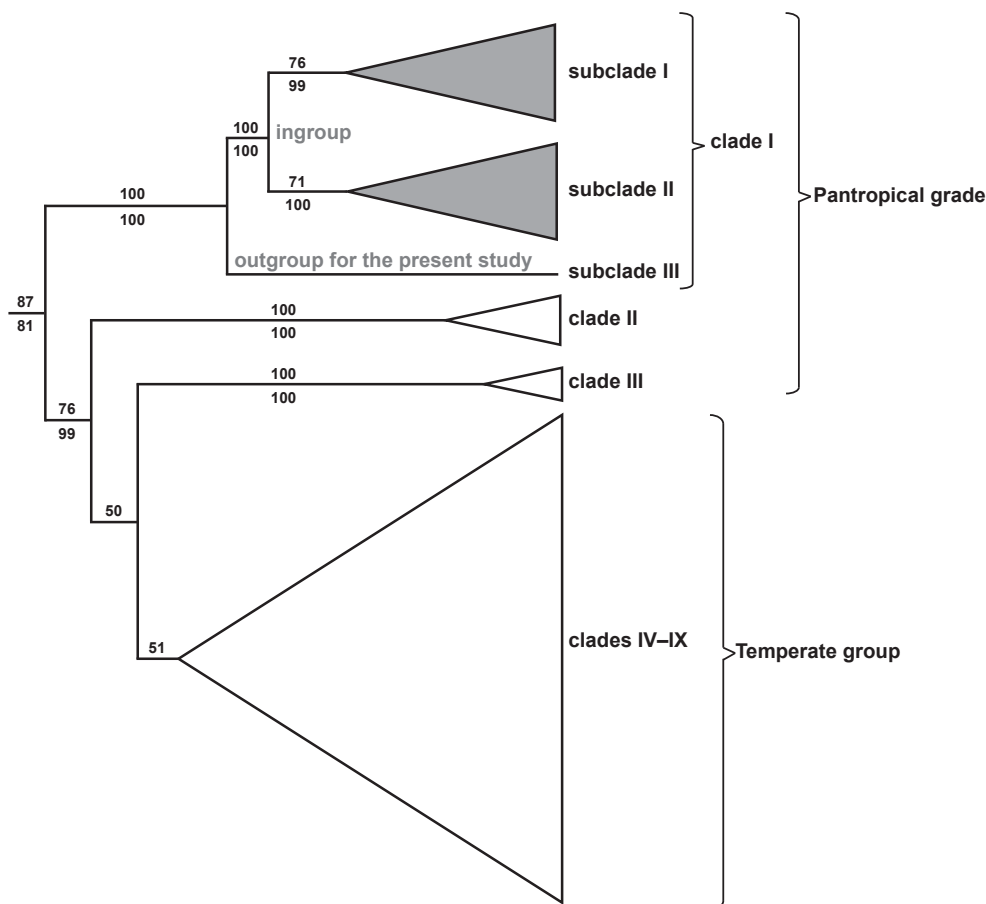 76
99
subclade I
100
100
ingroup
clade I
71
100
subclade II
Pantropical grade
100
100
outgroup for the present study
subclade III
87
81
100
100
clade II
100
100
clade III
76
99
50
51
clades IV–IX
Temperate group